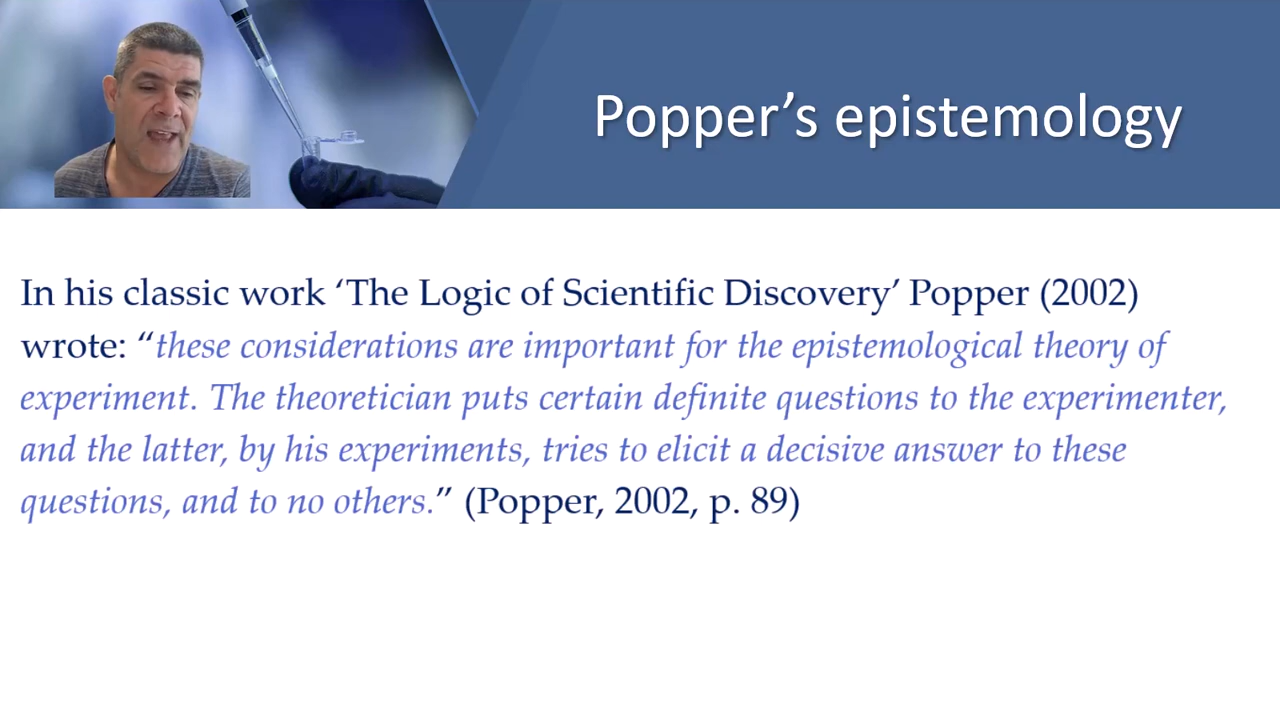 Popper’s epistemology
In his classic work ‘The Logic of Scientific Discovery’ Popper (2002)
wrote: “these considerations are important for the epistemological theory of
experiment. The theoretician puts certain definite questions to the experimenter,
and the latter, by his experiments, tries to elicit a decisive answer to these
questions, and to no others.” (Popper, 2002, p. 89)